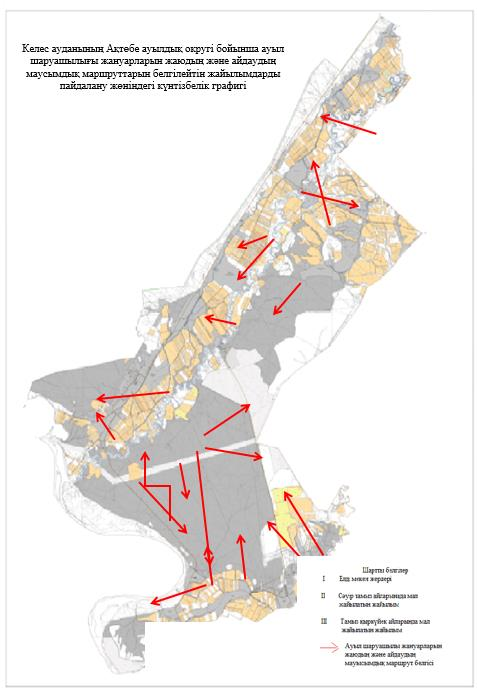 Келес ауданының Ақтөбе ауылдық округі бойынша ауыл
шаруашылығы жануарларын жаюдың және айдаудың
маусымдық маршруттарын белгілейтін жайылымдарды
пайдалану жөніндегі күнтізбелік графигі
Шартты белгілер
I Елді мекен жерлері
II Сәуір тамыз айларында мал
жайылатын жайылым
III Тамыз қыркүйек айларында мал
жайылатын жайылым
Ауыл шаруашылы жануарларын
жаюдың және айдаудың
маусымдық маршрут белгісі